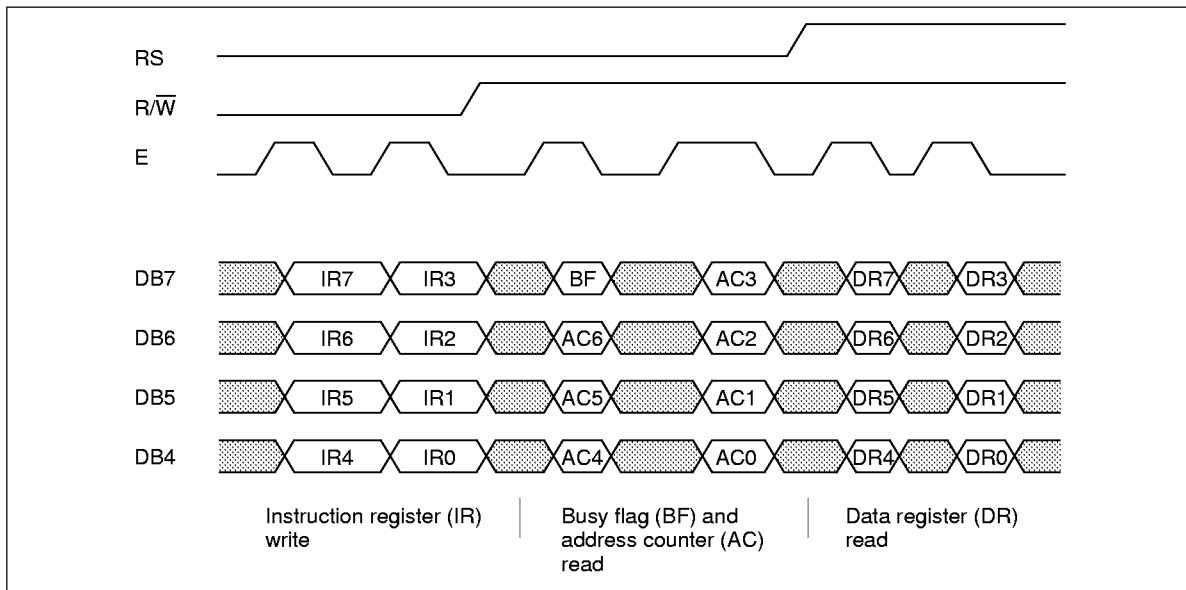 RS
R/W̅
E
DB7 IR7 IR3 BF AC3 DR7 DR3
DB6 IR6 IR2 AC6 AC2 DR6 DR2
DB5 IR5 IR1 AC5 AC1 DR5 DR1
DB4 IR4 IR0 AC4 AC0 DR4 DR0
Instruction register (IR)
write
Busy flag (BF) and
address counter (AC)
read
Data register (DR)
read